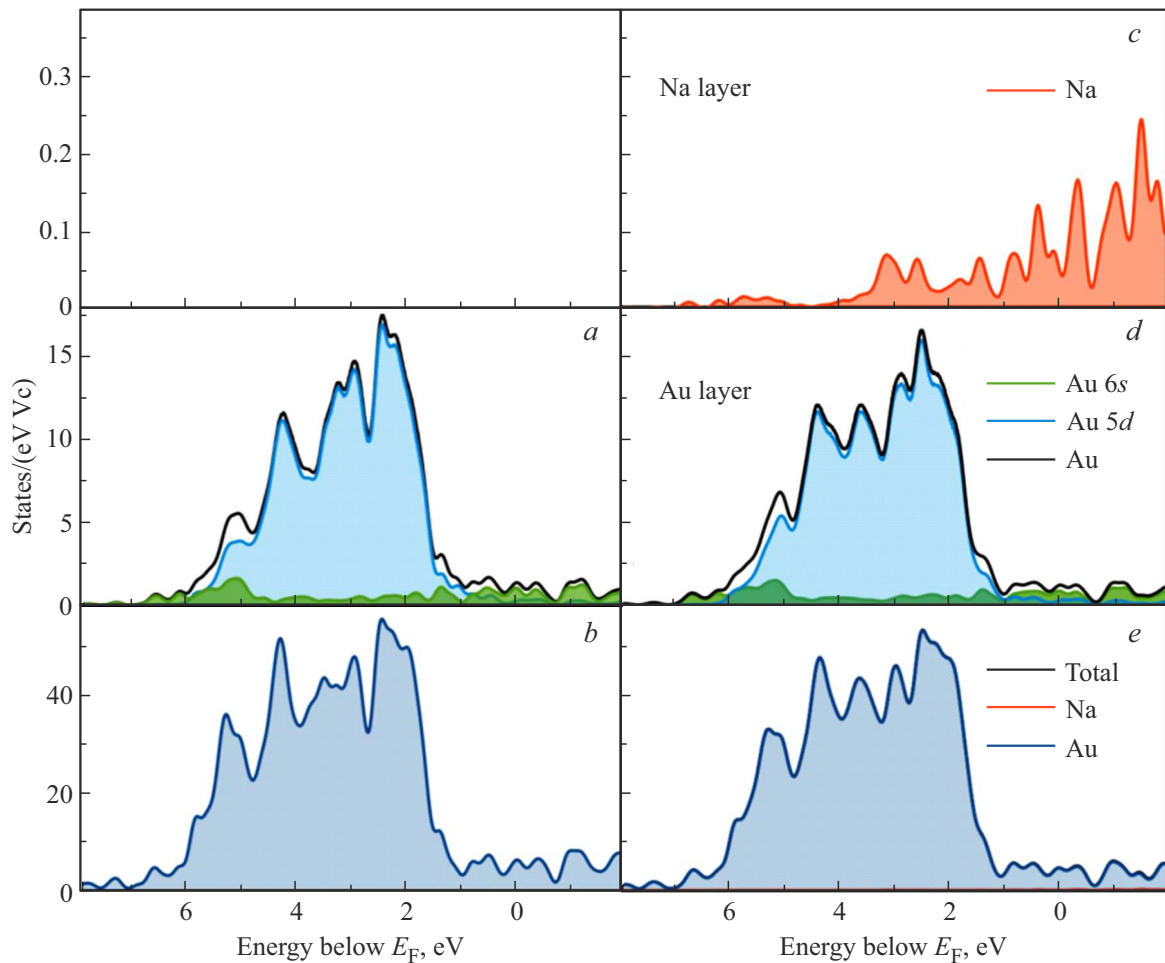 c
0.3
0.2
0.1
0
Na layer
Na
a
15
10
5
0
States/(eV Vc)
d
Au layer
Au 6s
Au 5d
Au
b
40
20
0
e
Total
Na
Au
6 4 2 0
6 4 2 0
Energy below EF, eV
Energy below EF, eV